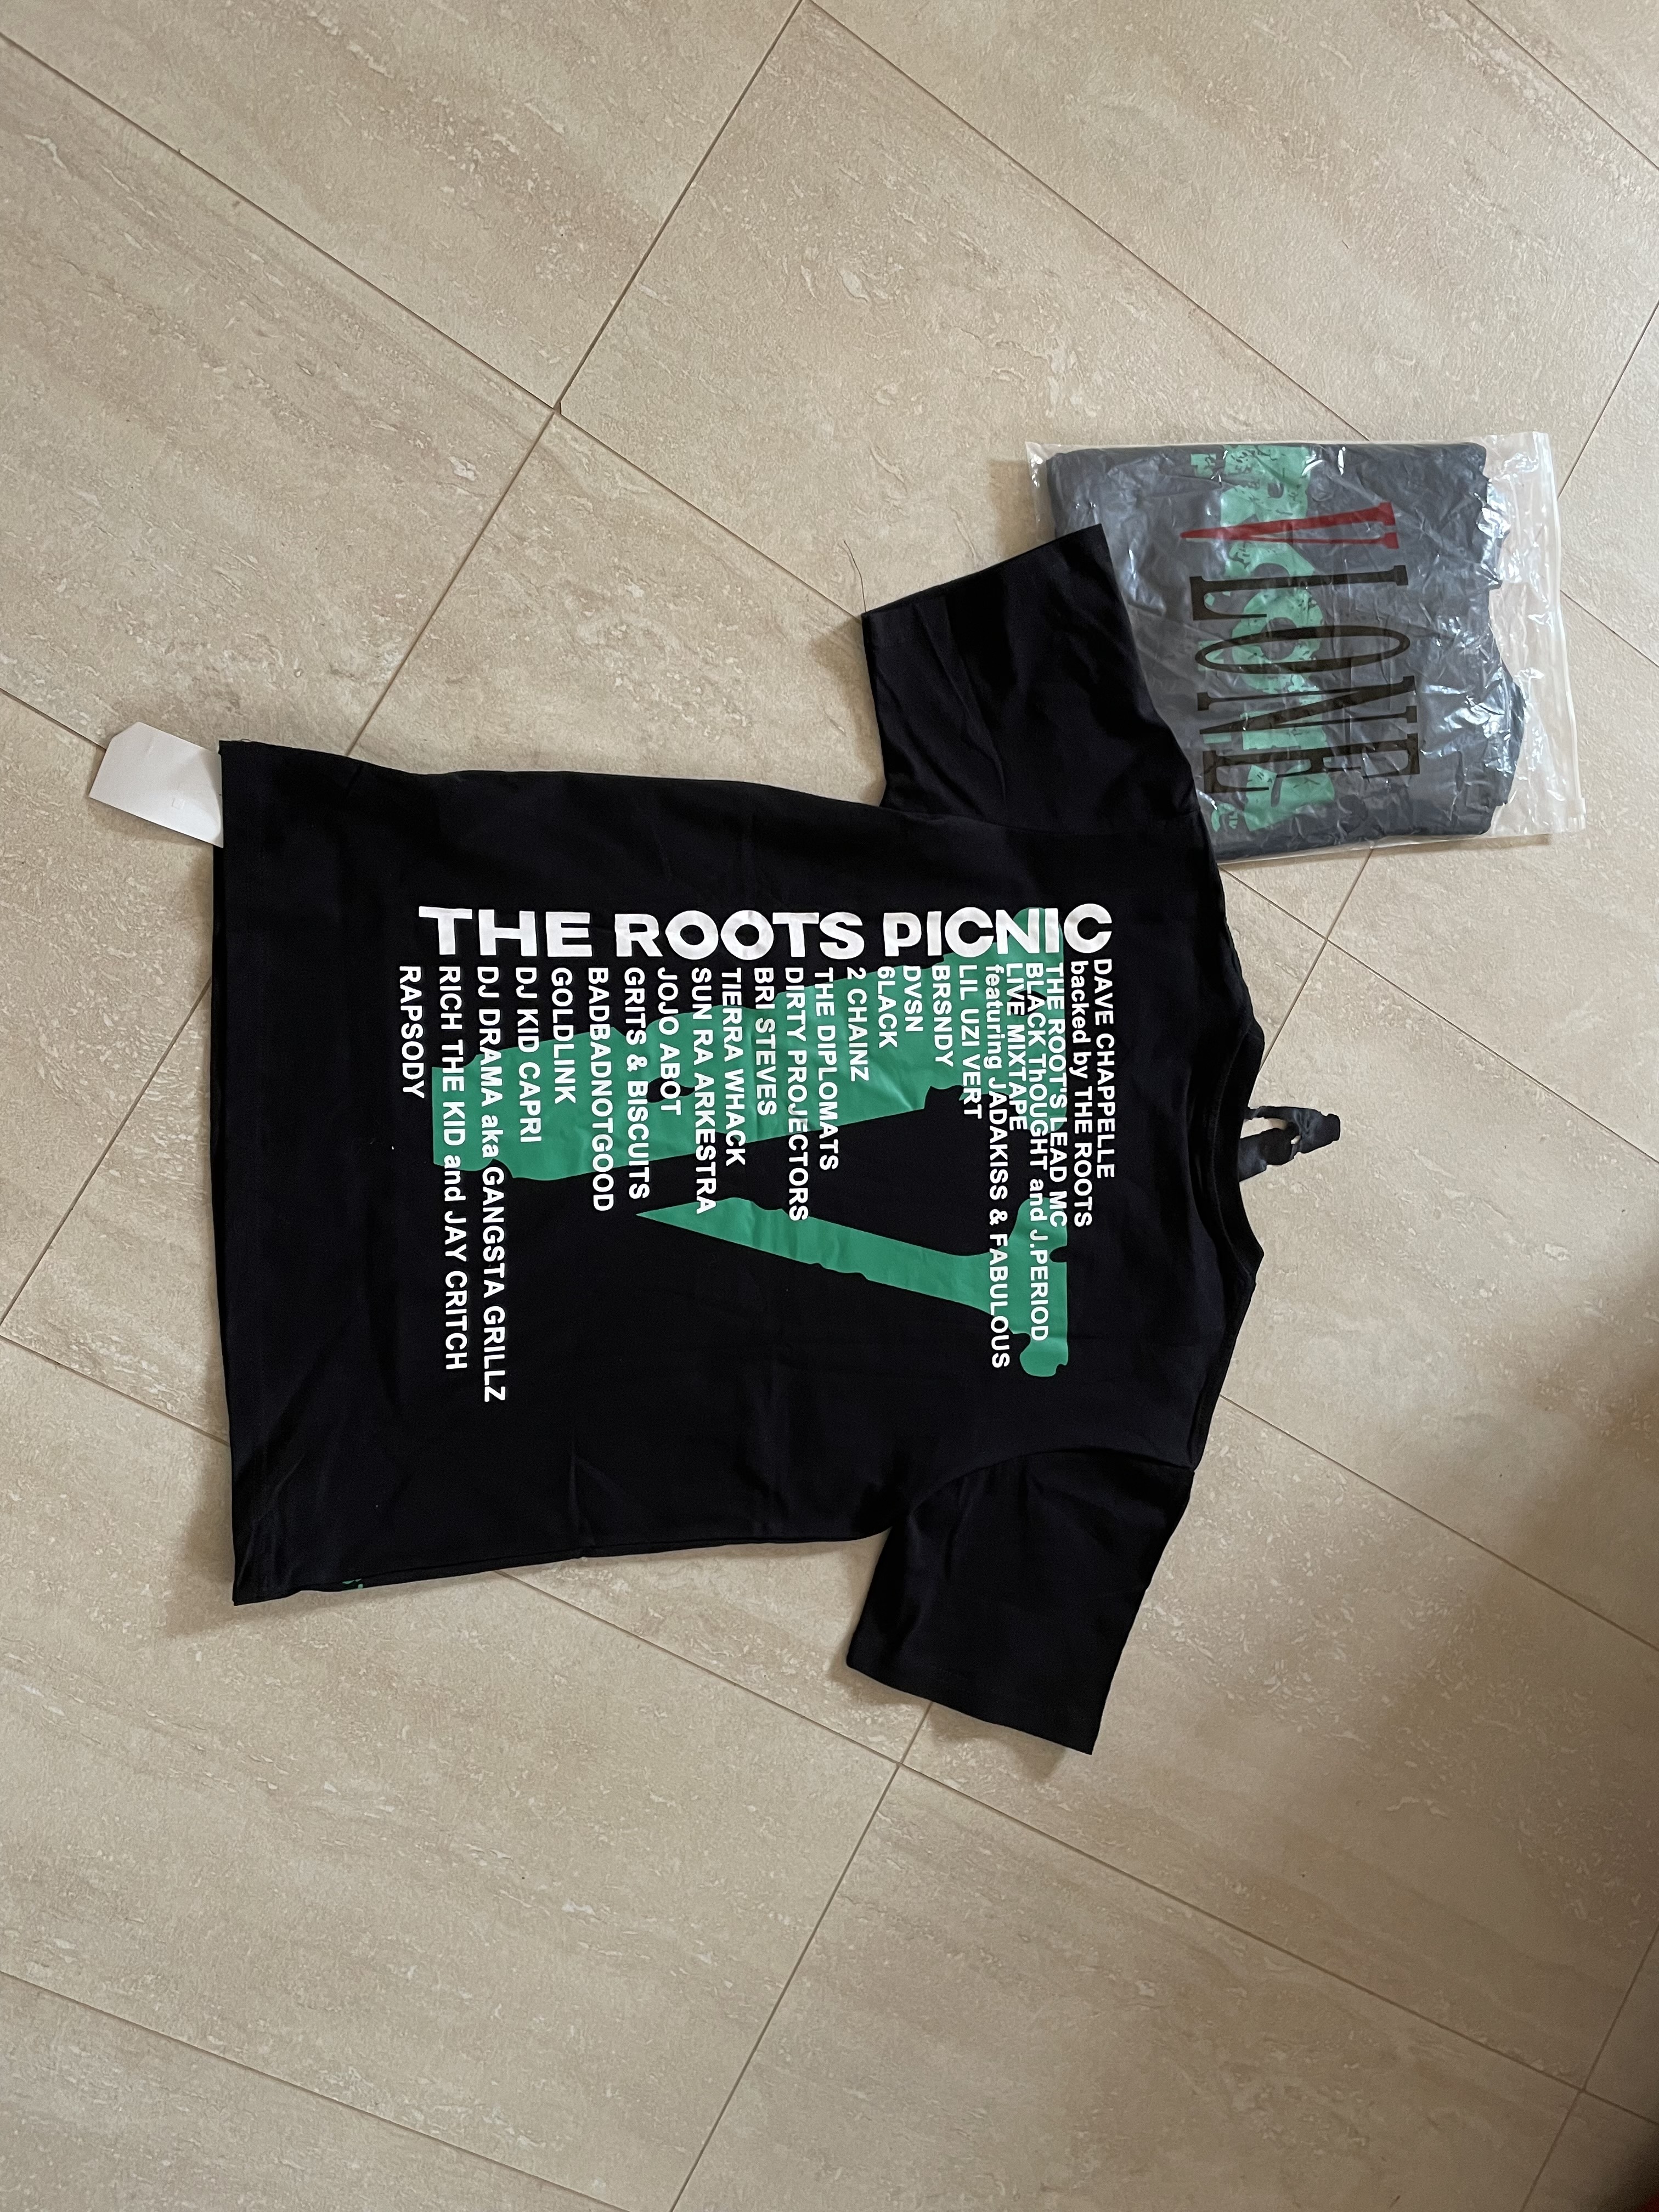 VLONE
THE ROOTS PICNIC
DAVE CHAPPELLE
backed by THE ROOTS
THE ROOT'S LEAD MC
BLACK ThOUGHT and J.PERIOD
LIVE MIXTAPE
featuring JADAKISS & FABULOUS
LIL UZI VERT
BRSNDY
DVSN
6LACK
2 CHAINZ
THE DIPLOMATS
DIRTY PROJECTORS
BRI STEVES
TIERRA WHACK
SUN RA ARKESTRA
JOJO ABOT
GRITS & BISCUITS
BADBADNOTGOOD
GOLDLINK
DJ KID CAPRI
DJ DRAMA aka GANGSTA GRILLZ
RICH THE KID and JAY CRITCH
RAPSODY
V